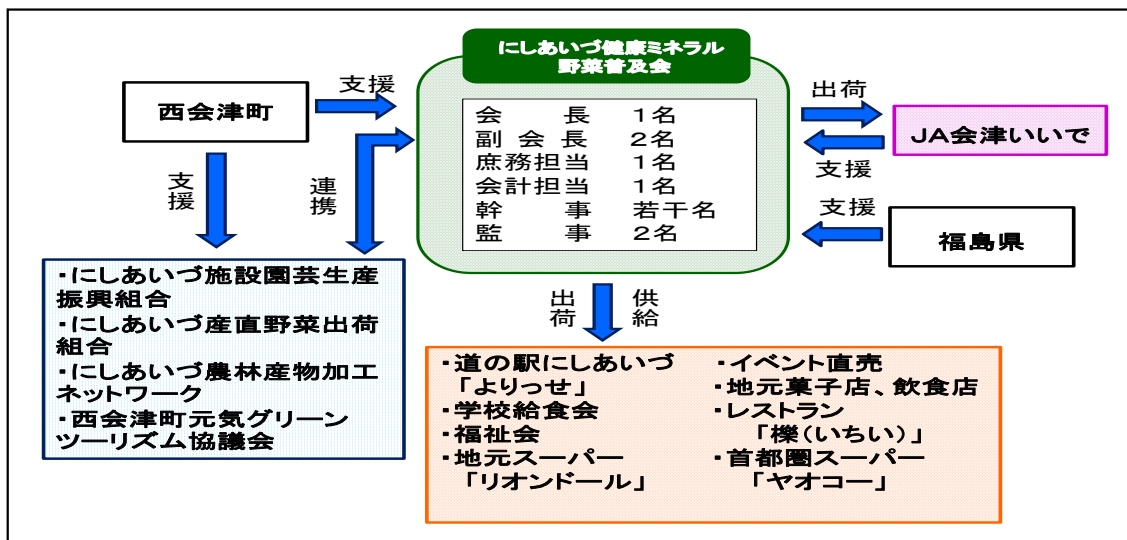 にしあいづ健康ミネラル
野菜普及会
西会津町
支援
会長 1名
副会長 2名
庶務担当 1名
会計担当 1名
幹事 若干名
監事 2名
出荷
JA会津いいで
支援
支援
福島県
支援
連携
・にしあいづ施設園芸生産
振興組合
・にしあいづ産直野菜出荷
組合
・にしあいづ農林産物加工
ネットワーク
・西会津町元気グリーン
ツーリズム協議会
出荷
供給
・道の駅にしあいづ
「よりっせ」
・学校給食会
・福祉会
・地元スーパー
「リオンドール」
・イベント直売
・地元菓子店、飲食店
・レストラン
「櫟(いちい)」
・首都圏スーパー
「ヤオコー」